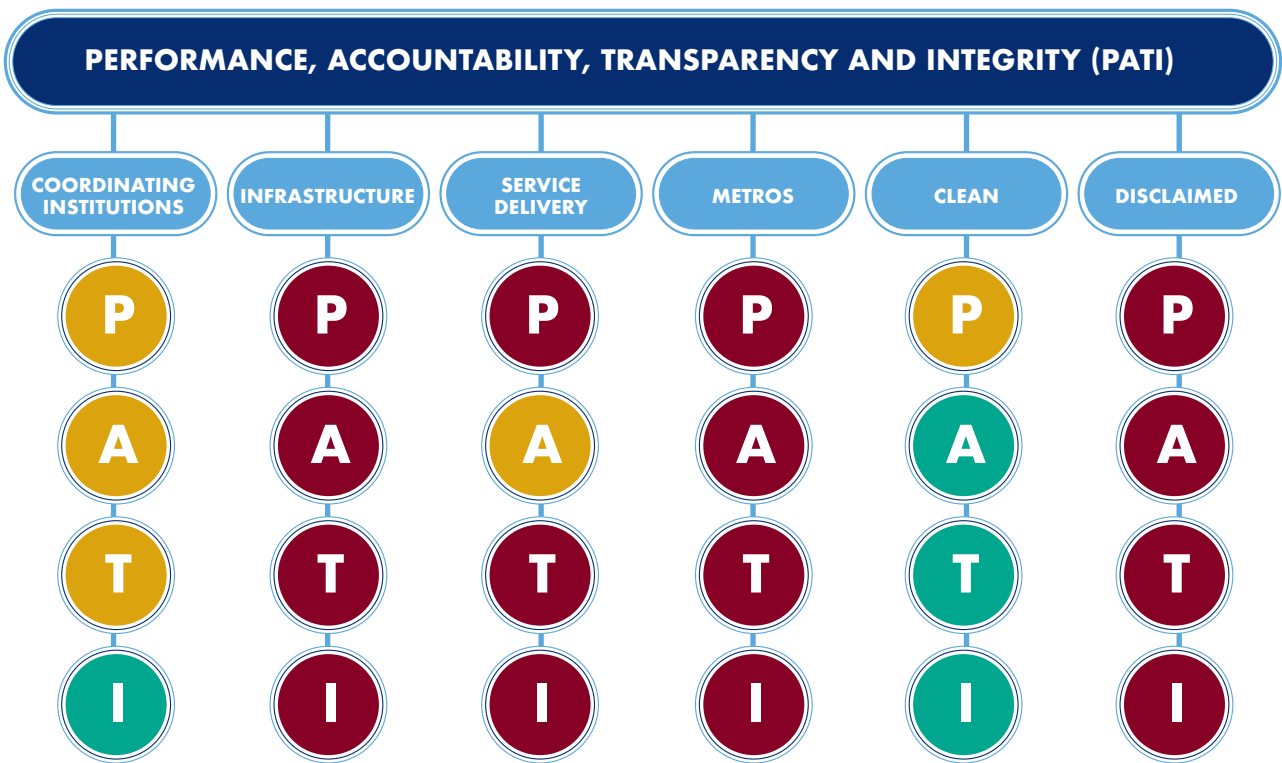 PERFORMANCE, ACCOUNTABILITY, TRANSPARENCY AND INTEGRITY (PATI)
COORDINATING
INSTITUTIONS
INFRASTRUCTURE
SERVICE
DELIVERY
METROS
CLEAN
DISCLAIMED
P P P P P P
A A A A A A
T T T T T T
I I I I I I